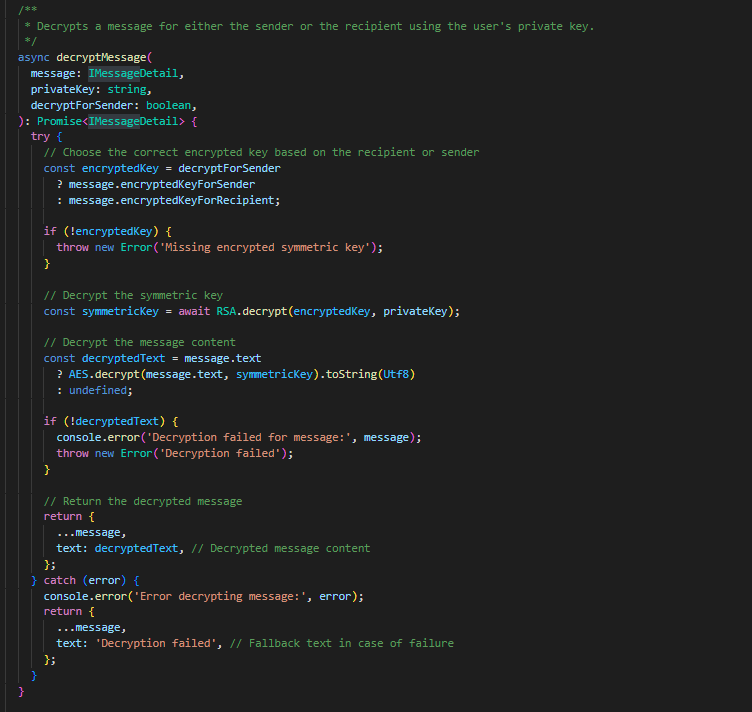 /**
 * Decrypts a message for either the sender or the recipient using the user's private key.
 */
async decryptMessage(
  message: IMessageDetail,
  privateKey: string,
  decryptForSender: boolean,
): Promise<IMessageDetail> {
  try {
    // Choose the correct encrypted key based on the recipient or sender
    const encryptedKey = decryptForSender
      ? message.encryptedKeyForSender
      : message.encryptedKeyForRecipient;

    if (!encryptedKey) {
      throw new Error('Missing encrypted symmetric key');
    }

    // Decrypt the symmetric key
    const symmetricKey = await RSA.decrypt(encryptedKey, privateKey);

    // Decrypt the message content
    const decryptedText = message.text
      ? AES.decrypt(message.text, symmetricKey).toString(Utf8)
      : undefined;

    if (!decryptedText) {
      console.error('Decryption failed for message:', message);
      throw new Error('Decryption failed');
    }

    // Return the decrypted message
    return {
      ...message,
      text: decryptedText, // Decrypted message content
    };
  } catch (error) {
    console.error('Error decrypting message:', error);
    return {
      ...message,
      text: 'Decryption failed', // Fallback text in case of failure
    };
  }
}